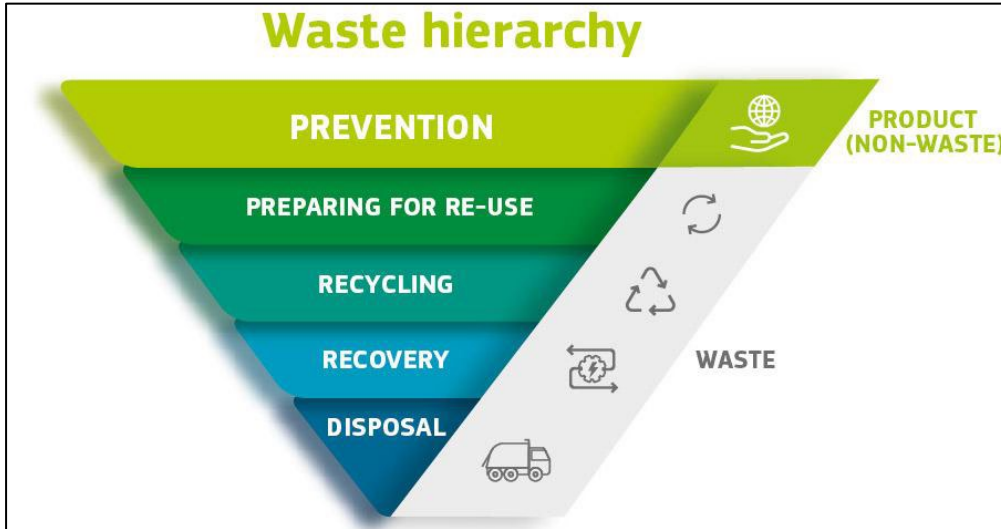 Waste hierarchy
PREVENTION
PRODUCT
(NON-WASTE)
PREPARING FOR RE-USE
RECYCLING
RECOVERY
WASTE
DISPOSAL